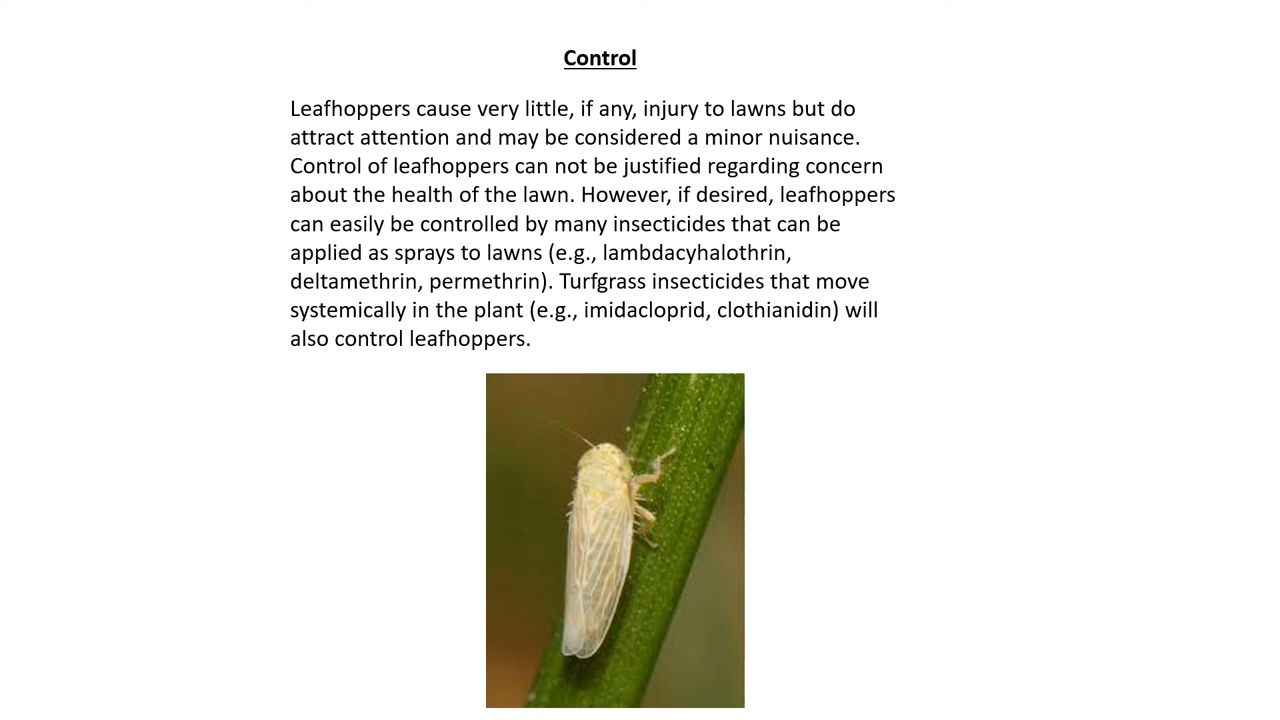 Control
Leafhoppers cause very little, if any, injury to lawns but do
attract attention and may be considered a minor nuisance.
Control of leafhoppers can not be justified regarding concern
about the health of the lawn. However, if desired, leafhoppers
can easily be controlled by many insecticides that can be
applied as sprays to lawns (e.g., lambdacyhalothrin,
deltamethrin, permethrin). Turfgrass insecticides that move
systemically in the plant (e.g., imidacloprid, clothianidin) will
also control leafhoppers.